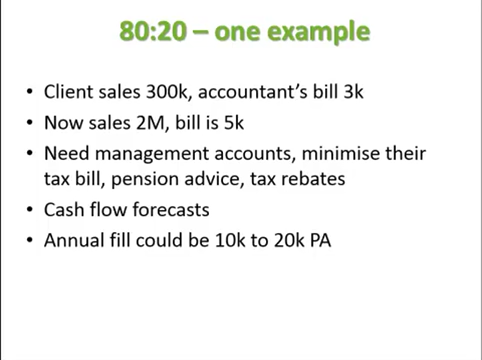 80:20 – one example
• Client sales 300k, accountant's bill 3k
• Now sales 2M, bill is 5k
• Need management accounts, minimise their
tax bill, pension advice, tax rebates
• Cash flow forecasts
• Annual fill could be 10k to 20k PA